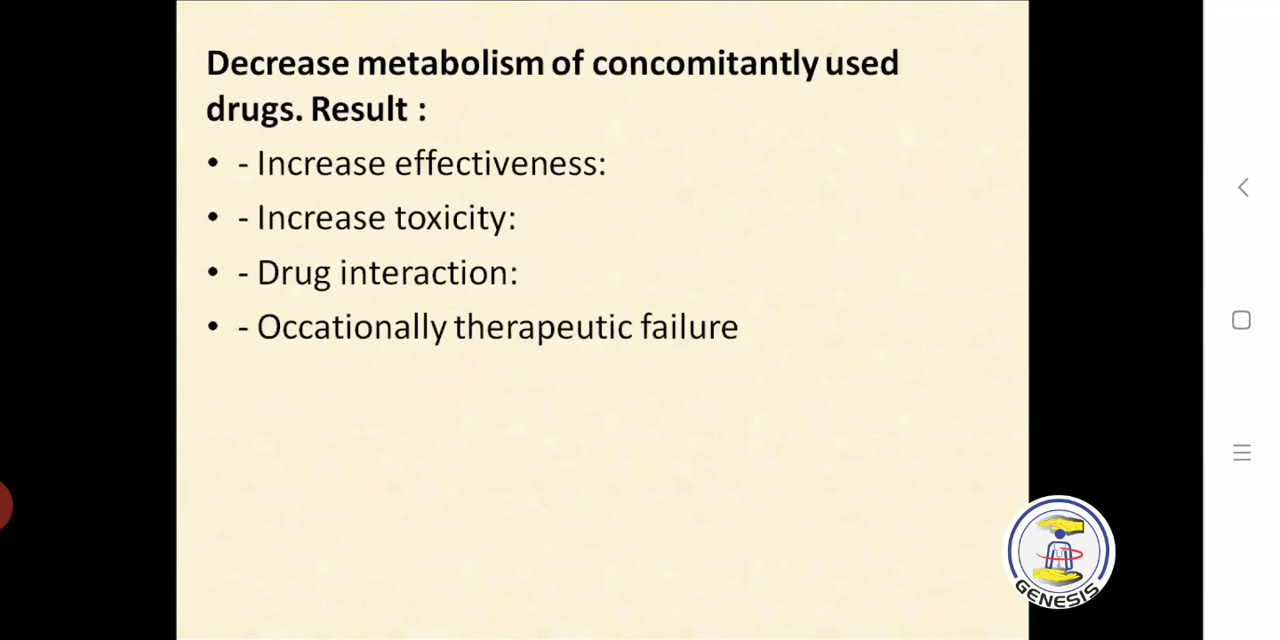 Decrease metabolism of concomitantly used
drugs. Result :
• - Increase effectiveness:
• - Increase toxicity:
• - Drug interaction:
• - Occationally therapeutic failure
GENESIS